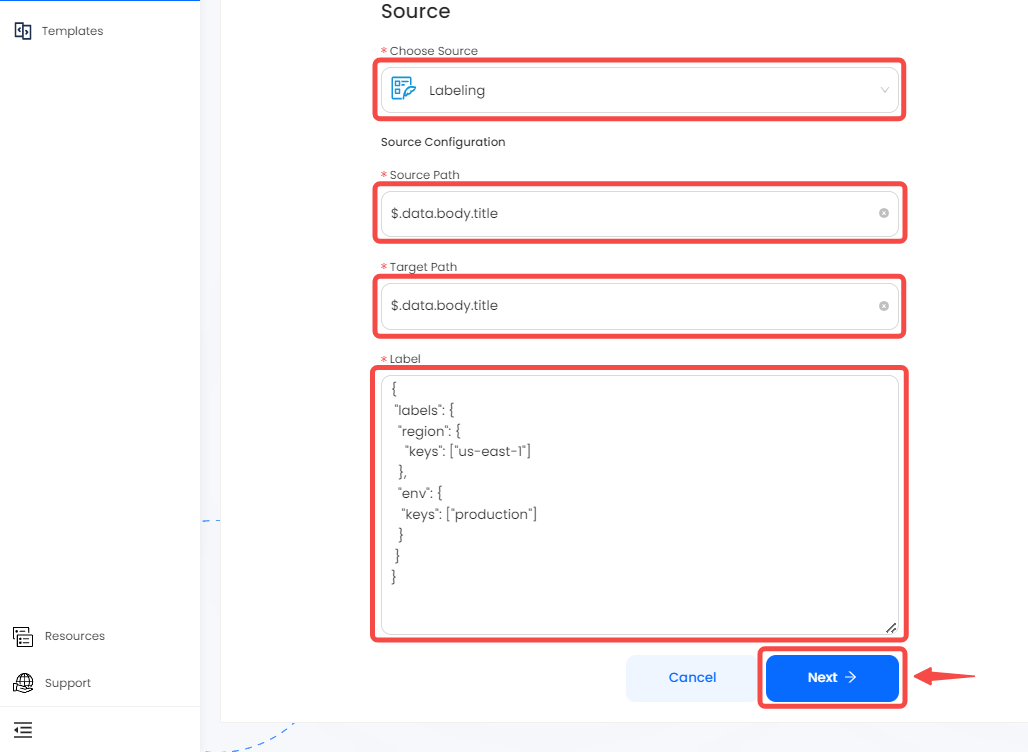 Source
Templates
* Choose Source
Labeling
Source Configuration
* Source Path
$.data.body.title
* Target Path
$.data.body.title
* Label
{
"labels": {
"region": {
"keys": ["us-east-1"]
},
"env": {
"keys": ["production"]
}
}
}
Resources
Cancel
Next →
Support